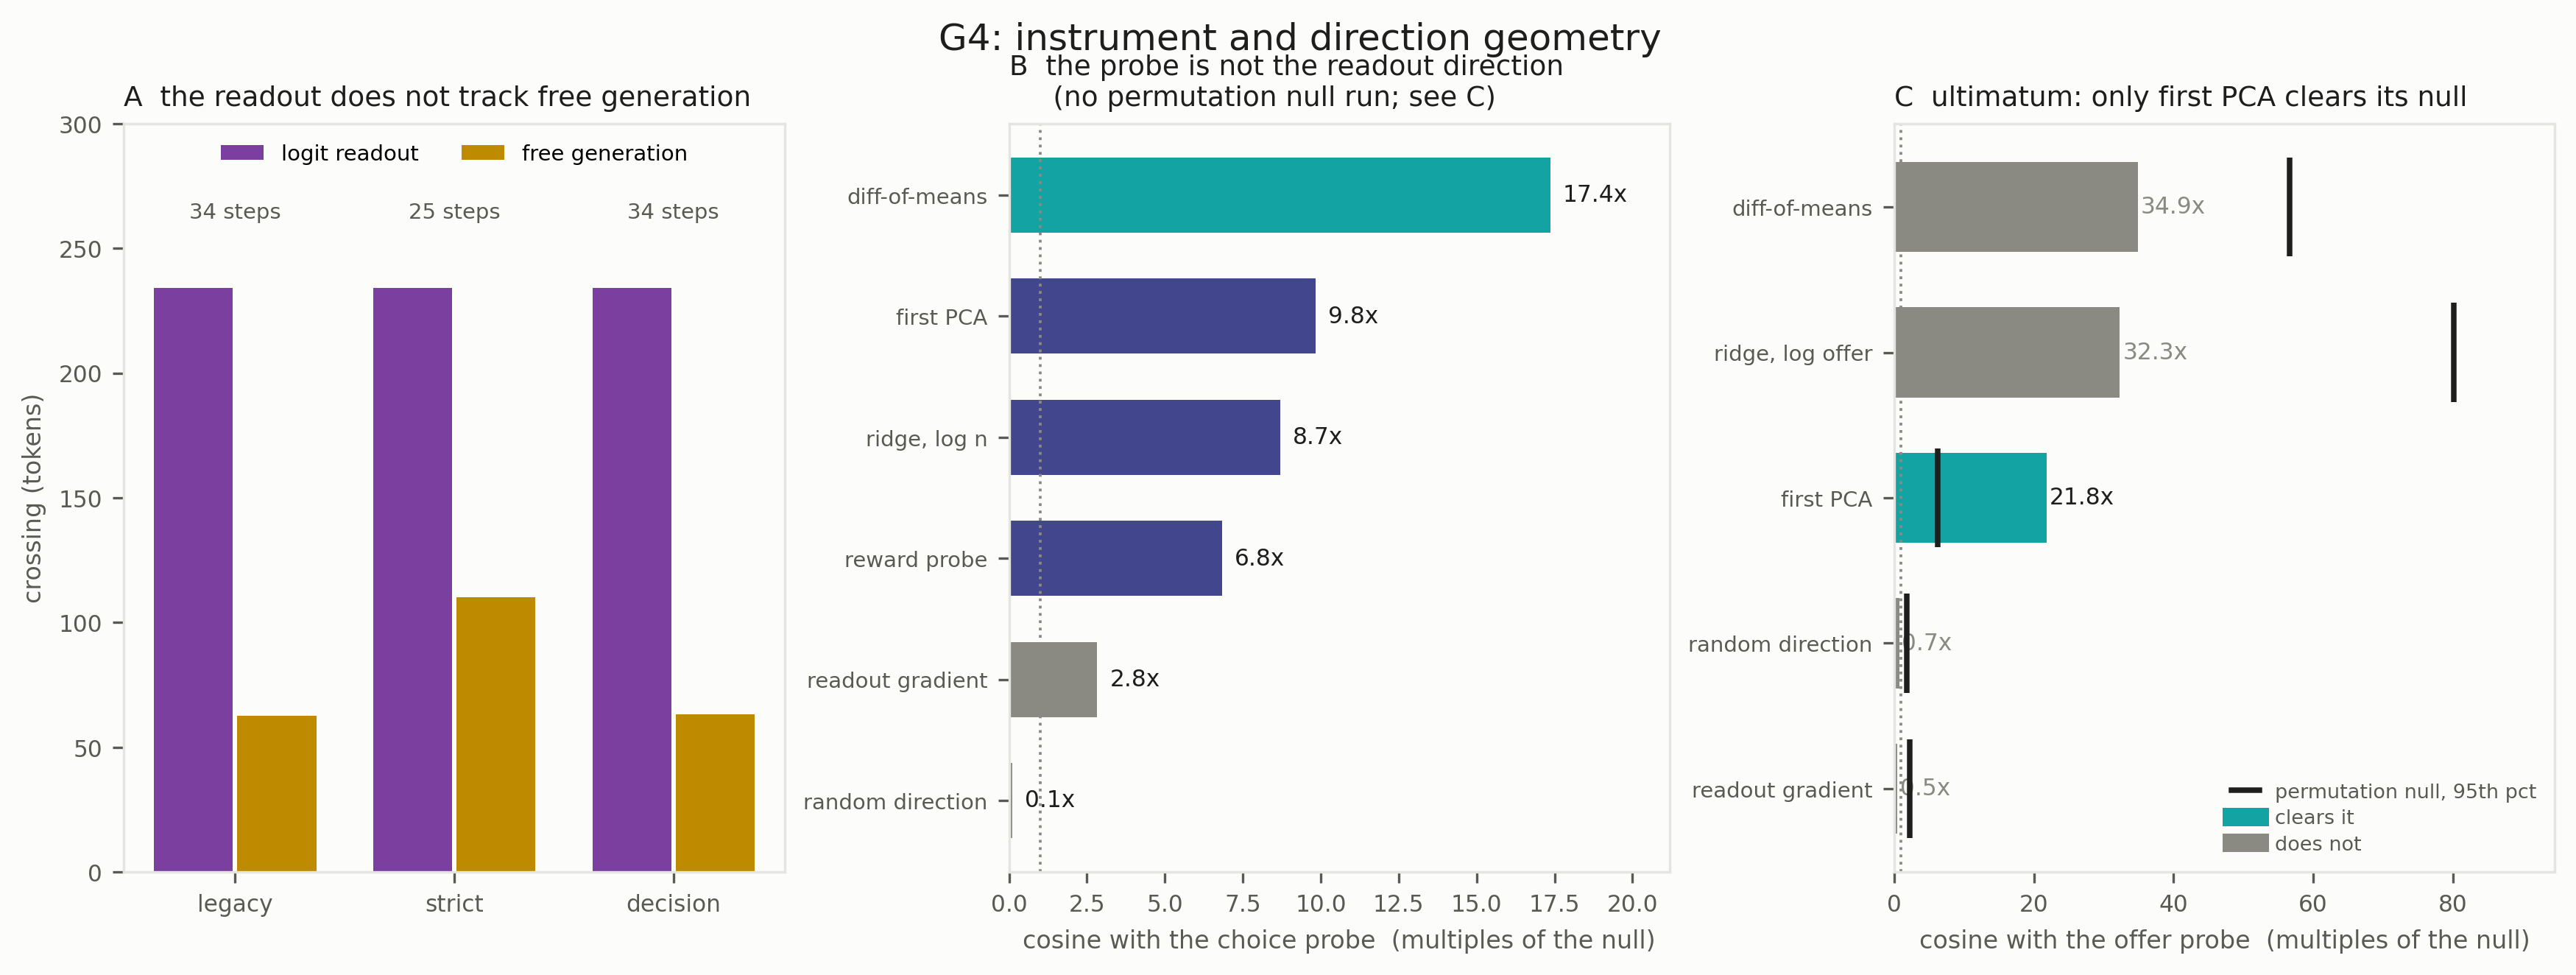 G4: instrument and direction geometry
A  the readout does not track free generation
logit readout
free generation
34 steps
25 steps
34 steps
300
250
200
150
100
50
0
crossing (tokens)
legacy
strict
decision
B  the probe is not the readout direction
(no permutation null run; see C)
diff-of-means
17.4x
first PCA
9.8x
ridge, log n
8.7x
reward probe
6.8x
readout gradient
2.8x
random direction
0.1x
0.0
2.5
5.0
7.5
10.0
12.5
15.0
17.5
20.0
cosine with the choice probe  (multiples of the null)
C  ultimatum: only first PCA clears its null
diff-of-means
34.9x
ridge, log offer
32.3x
first PCA
21.8x
random direction
0.7x
readout gradient
0.5x
permutation null, 95th pct
clears it
does not
0
20
40
60
80
cosine with the offer probe  (multiples of the null)